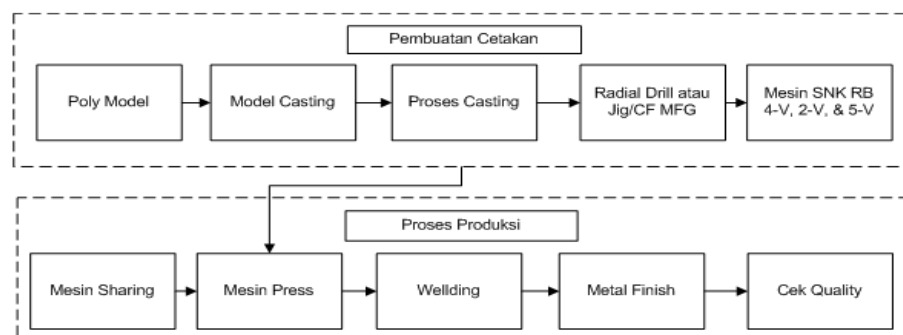 Pembuatan Cetakan
Poly Model
Model Casting
Proses Casting
Radial Drill atau
Jig/CF MFG
Mesin SNK RB
4-V, 2-V, & 5-V
Proses Produksi
Mesin Sharing
Mesin Press
Wellding
Metal Finish
Cek Quality